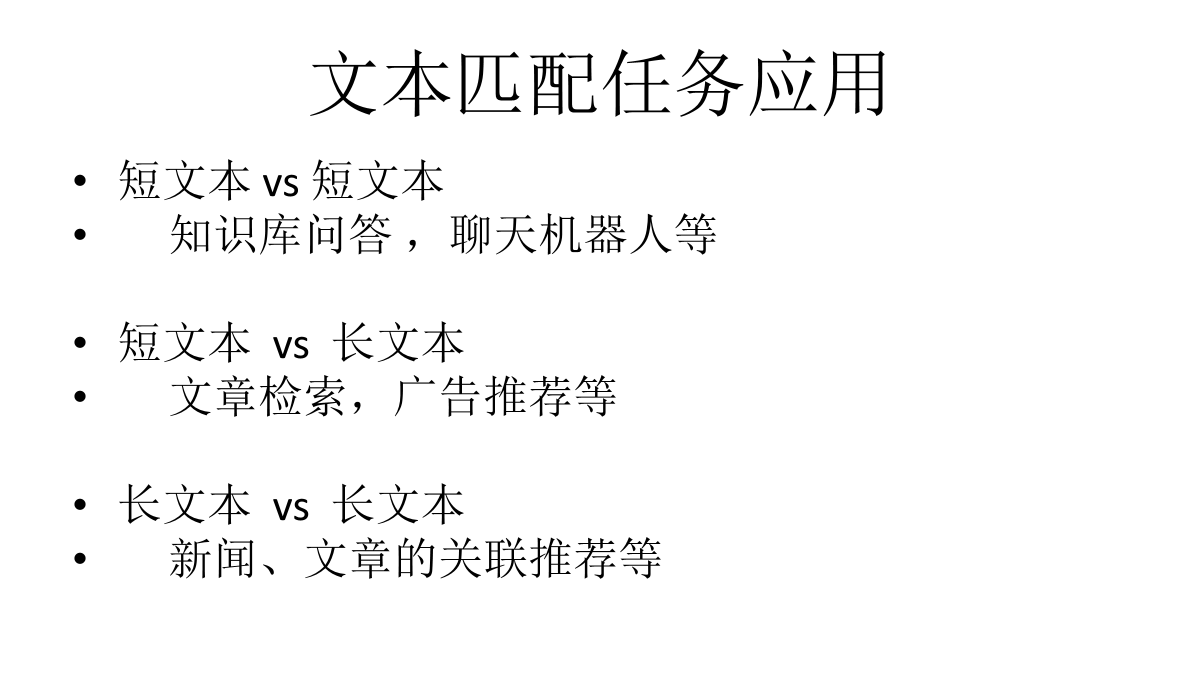 文本匹配任务应用
• 短文本 vs 短文本
• 知识库问答 ，聊天机器人等
• 短文本 vs 长文本
• 文章检索，广告推荐等
• 长文本 vs 长文本
• 新闻、文章的关联推荐等